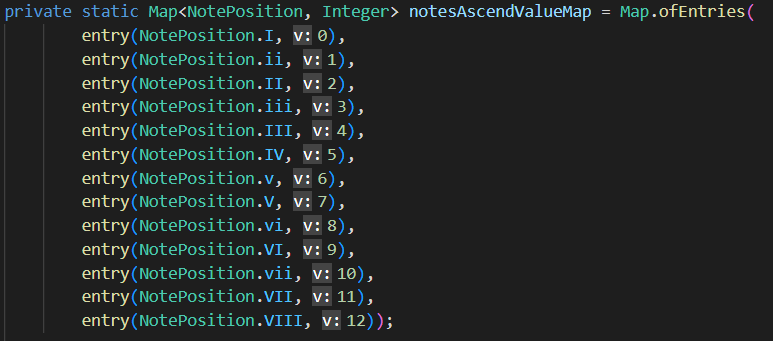 private static Map<NotePosition, Integer> notesAscendValueMap = Map.ofEntries(
entry(NotePosition.I, v: 0),
entry(NotePosition.ii, v: 1),
entry(NotePosition.II, v: 2),
entry(NotePosition.iii, v: 3),
entry(NotePosition.III, v: 4),
entry(NotePosition.IV, v: 5),
entry(NotePosition.v, v: 6),
entry(NotePosition.V, v: 7),
entry(NotePosition.vi, v: 8),
entry(NotePosition.VI, v: 9),
entry(NotePosition.vii, v: 10),
entry(NotePosition.VII, v: 11),
entry(NotePosition.VIII, v: 12));